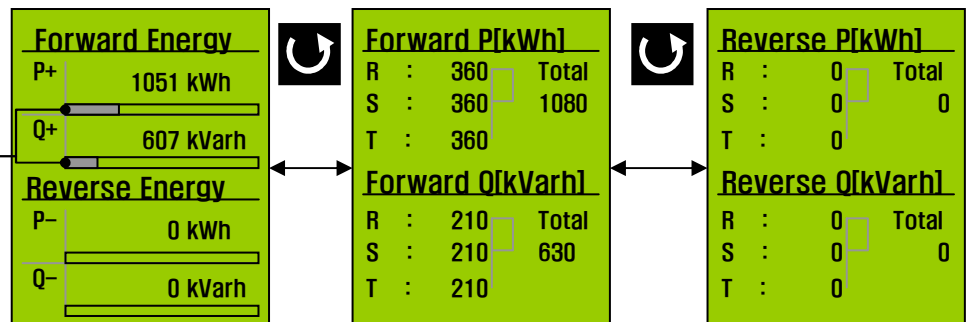 Forward Energy
P+
1051 kWh
Q+
607 kVarh
Reverse Energy
P-
0 kWh
Q-
0 kVarh
Forward P[kWh]
R : 360 Total
S : 360 1080
T : 360
Forward Q[kVarh]
R : 210 Total
S : 210 630
T : 210
Reverse P[kWh]
R : 0 Total
S : 0 0
T : 0
Reverse Q[kVarh]
R : 0 Total
S : 0 0
T : 0